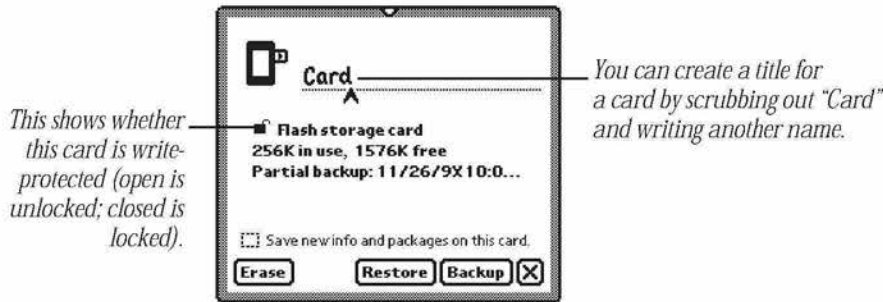 Card
You can create a title for
a card by scrubbing out "Card"
and writing another name.
This shows whether
this card is write-
protected (open is
unlocked; closed is
locked).
Flash storage card
256K in use, 1576K free
Partial backup: 11/26/9X 10:0...
Save new info and packages on this card.
Erase Restore Backup X